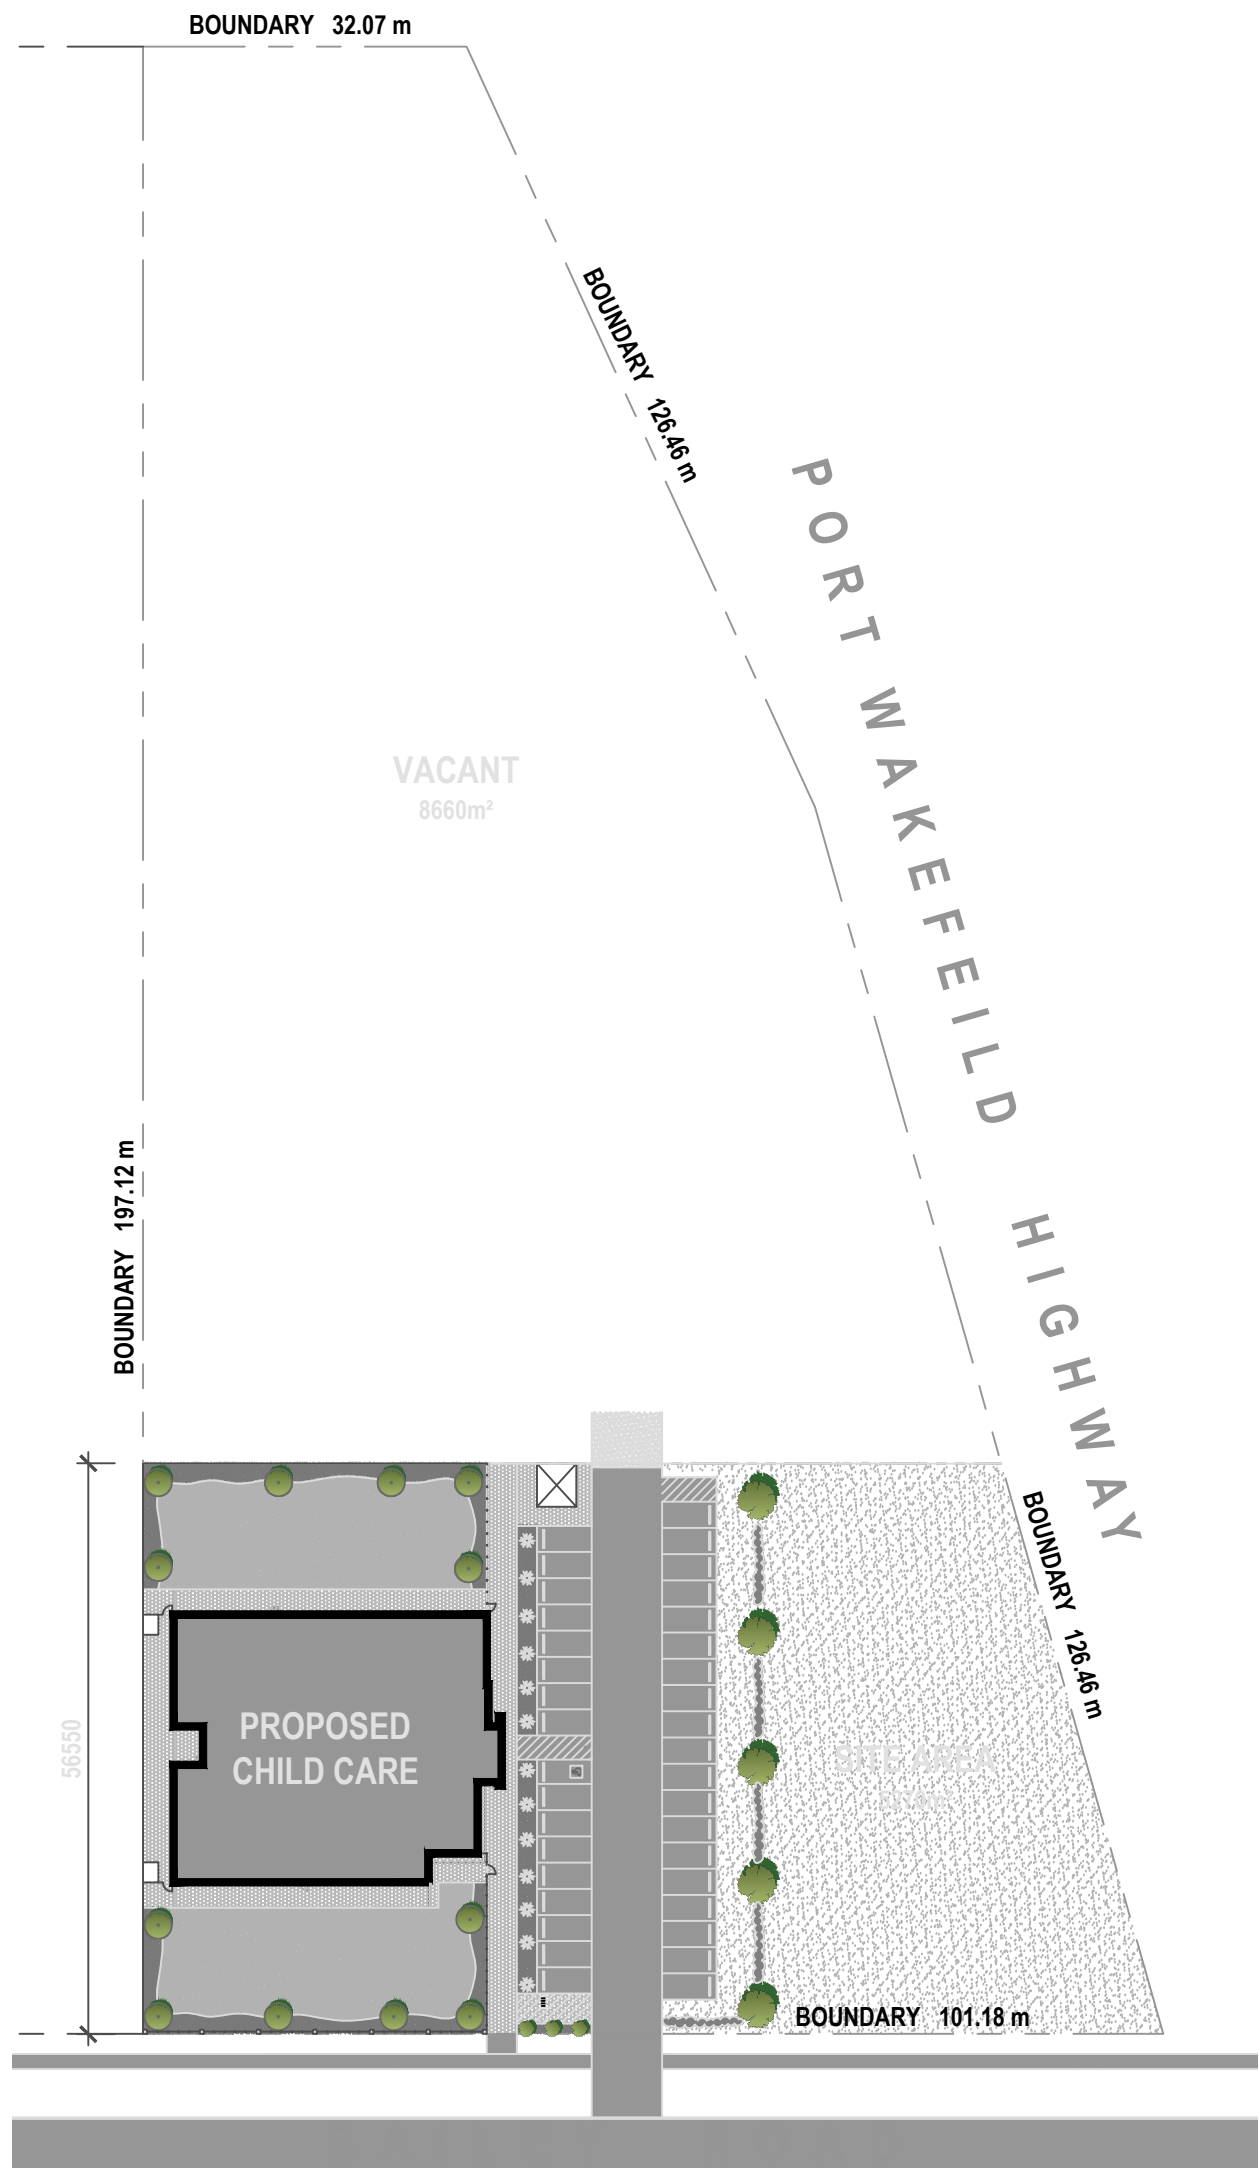 BOUNDARY 32.07 m
BOUNDARY 126.46 m
PORT WAKEFEILD HIGHWAY
VACANT
8660m²
BOUNDARY 197.12 m
BOUNDARY 126.46 m
56550
PROPOSED
CHILD CARE
SITE AREA
BOUNDARY 101.18 m